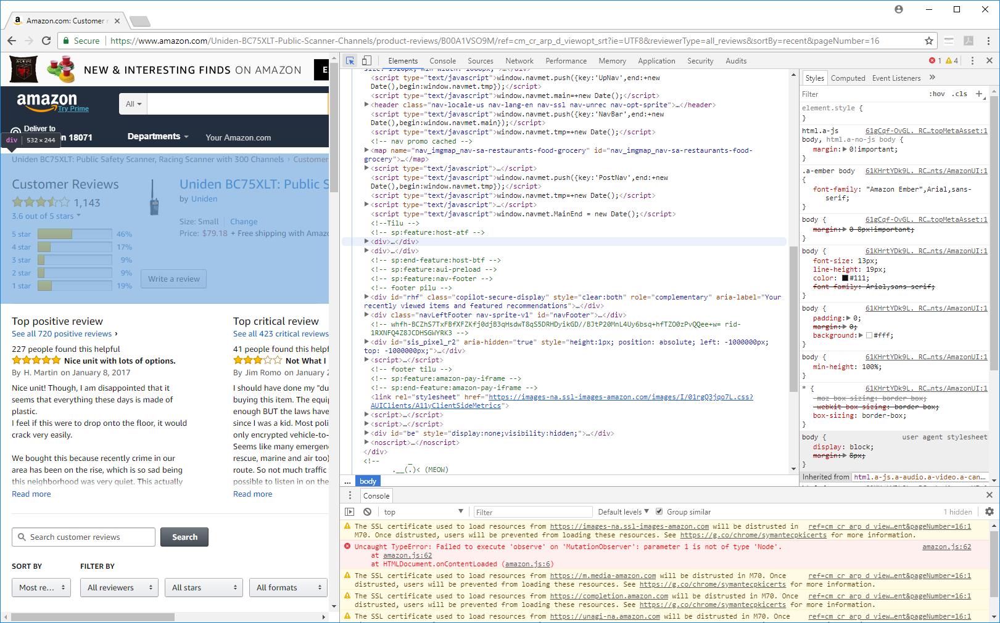 Amazon.com: Customer r
Secure
https://www.amazon.com/Uniden-BC75XLT-Public-Scanner-Channels/product-reviews/B00A1VSO9M/ref=cm_cr_arp_d_viewopt_srt?ie=UTF8&reviewerType=all_reviews&sortBy=recent&pageNumber=16
NEW & INTERESTING FINDS ON AMAZON
E
amazon
Try Prime
All
Deliver to
n 18071
Departments
Your Amazon.com
div 532 × 244
Uniden BC75XLT: Public Safety Scanner, Racing Scanner with 300 Channels › Customer
Customer Reviews
1,143
3.6 out of 5 stars
5 star 46%
4 star 17%
3 star 9%
2 star 9%
1 star 19%
Uniden BC75XLT: Public S
by Uniden
Size: Small Change
Price: $79.18 + Free shipping with Amazo
Write a review
Top positive review
See all 720 positive reviews ›
227 people found this helpful
Nice unit with lots of options.
By H. Martin on January 8, 2017
Nice unit! Though, I am disappointed that it
seems that everything these days is made of
plastic.
I feel if this were to drop onto the floor, it would
crack very easily.
We bought this because recently crime in our
area has been on the rise, which is so sad being
this neighborhood was very quiet. This actually
Read more
Top critical review
See all 423 critical reviews
41 people found this helpf
Not What I
By Jim Romo on January 2
I should have done my "du
buying this item. The equip
enough BUT the laws have
since I was a kid. Most poli
only encrypted vehicle-to-
Seems like many emergen
rescue, marine and air too)
route. So not much traffic
possible to listen in on the
Read more
Search customer reviews
Search
SORT BY
FILTER BY
Most re...
All reviewers
All stars
All formats
Elements Console Sources Network Performance Memory Application Security Audits
1 4
size: 1920px; min-width: 1000px; ">…</div>
<script type="text/javascript">window.navmet.push({key:'UpNav',end:+new
Date(),begin:window.navmet.tmp});</script>
<script type="text/javascript">window.navmet.main=+new Date();</script>
<header class="nav-locale-us nav-lang-en nav-ssl nav-unrec nav-opt-sprite">…</header>
<script type="text/javascript">window.navmet.push({key:'NavBar',end:+new
Date(),begin:window.navmet.main});</script>
<script type="text/javascript">window.navmet.tmp=+new Date();</script>
<!-- nav promo cached -->
<map name="nav_imgmap_nav-sa-restaurants-food-grocery" id="nav_imgmap_nav-sa-restaurants-food-
grocery">…</map>
<script type="text/javascript">…</script>
<script type="text/javascript">window.navmet.push({key:'PostNav',end:+new
Date(),begin:window.navmet.tmp});</script>
<script type="text/javascript">window.navmet.tmp=+new Date();</script>
<script type="text/javascript">…</script>
<script type="text/javascript">window.navmet.MainEnd = new Date();</script>
<!--Tilu -->
<!-- sp:feature:host-atf -->
<div>…</div>
<div>…</div>
<!-- sp:end-feature:host-btf -->
<!-- sp:feature:aui-preload -->
<!-- sp:feature:nav-footer -->
<!-- footer pilu -->
<div id="rhf" class="copilot-secure-display" style="clear:both" role="complementary" aria-label="Your
recently viewed items and featured recommendations">…</div>
<div class="navLeftFooter nav-sprite-v1" id="navFooter">…</div>
<!-- whfh-BCZhS7TxFBfXFZKfj0djB3qHsdwT8qS5DRHDyikGD//BJtP20MnL4Uy6bsq+hfTZO0zPvQQee+w= rid-
1RXNFQ4Z8JCDHSGWYRK3 -->
<div id="sis_pixel_r2" aria-hidden="true" style="height:1px; position: absolute; left: -1000000px;
top: -1000000px;">…</div>
<script>…</script>
<!-- footer tilu -->
<!-- sp:feature:amazon-pay-iframe -->
<!-- sp:end-feature:amazon-pay-iframe -->
<link rel="stylesheet" href="https://images-na.ssl-images-amazon.com/images/I/01rgQ3jqo7L.css?
AUIClients/A11yClientSideMetrics">
<script>…</script>
<script>…</script>
<div id="be" style="display:none;visibility:hidden;">…</div>
<noscript>…</noscript>
</div>
<!--
_
.__(.)< (MEOW)
... body
Styles Computed Event Listeners »
Filter :hov .cls +
element.style {
}
html.a-js 61gCqf-OvGL._RC…topMetaAsset:1
body, html.a-no-js body {
margin: 0!important;
}
.a-ember body 61KHrtYDk9L._RC…nts/AmazonUI:1
{
font-family: "Amazon Ember",Arial,sans-
serif;
}
body { 61gCqf-OvGL._RC…topMetaAsset:1
margin: 0 8px!important;
}
body { 61KHrtYDk9L._RC…nts/AmazonUI:1
font-size: 13px;
line-height: 19px;
color: #111;
font-family: Arial,sans-serif;
}
body { 61KHrtYDk9L._RC…nts/AmazonUI:1
padding: 0;
margin: 0;
background: #fff;
}
body { 61KHrtYDk9L._RC…nts/AmazonUI:1
min-height: 100%;
}
* { 61KHrtYDk9L._RC…nts/AmazonUI:1
-moz-box-sizing: border-box;
-webkit-box-sizing: border-box;
box-sizing: border-box;
}
body { user agent stylesheet
display: block;
margin: 8px;
}
Inherited from html.a-js.a-audio.a-video.a-can…
Console
top Filter Default levels Group similar 1 hidden
The SSL certificate used to load resources from https://images-na.ssl-images-amazon.com will be distrusted in ref=cm_cr_arp_d_view…ent&pageNumber=16:1
M70. Once distrusted, users will be prevented from loading these resources. See https://g.co/chrome/symantecpkicerts for more information.
Uncaught TypeError: Failed to execute 'observe' on 'MutationObserver': parameter 1 is not of type 'Node'. amazon.js:62
at amazon.js:62
at HTMLDocument.onContentLoaded (amazon.js:6)
The SSL certificate used to load resources from https://m.media-amazon.com will be distrusted in M70. Once ref=cm_cr_arp_d_view…ent&pageNumber=16:1
distrusted, users will be prevented from loading these resources. See https://g.co/chrome/symantecpkicerts for more information.
The SSL certificate used to load resources from https://completion.amazon.com will be distrusted in M70. Once ref=cm_cr_arp_d_view…ent&pageNumber=16:1
distrusted, users will be prevented from loading these resources. See https://g.co/chrome/symantecpkicerts for more information.
The SSL certificate used to load resources from https://unagi-na.amazon.com will be distrusted in M70. Once ref=cm_cr_arp_d_view…ent&pageNumber=16:1